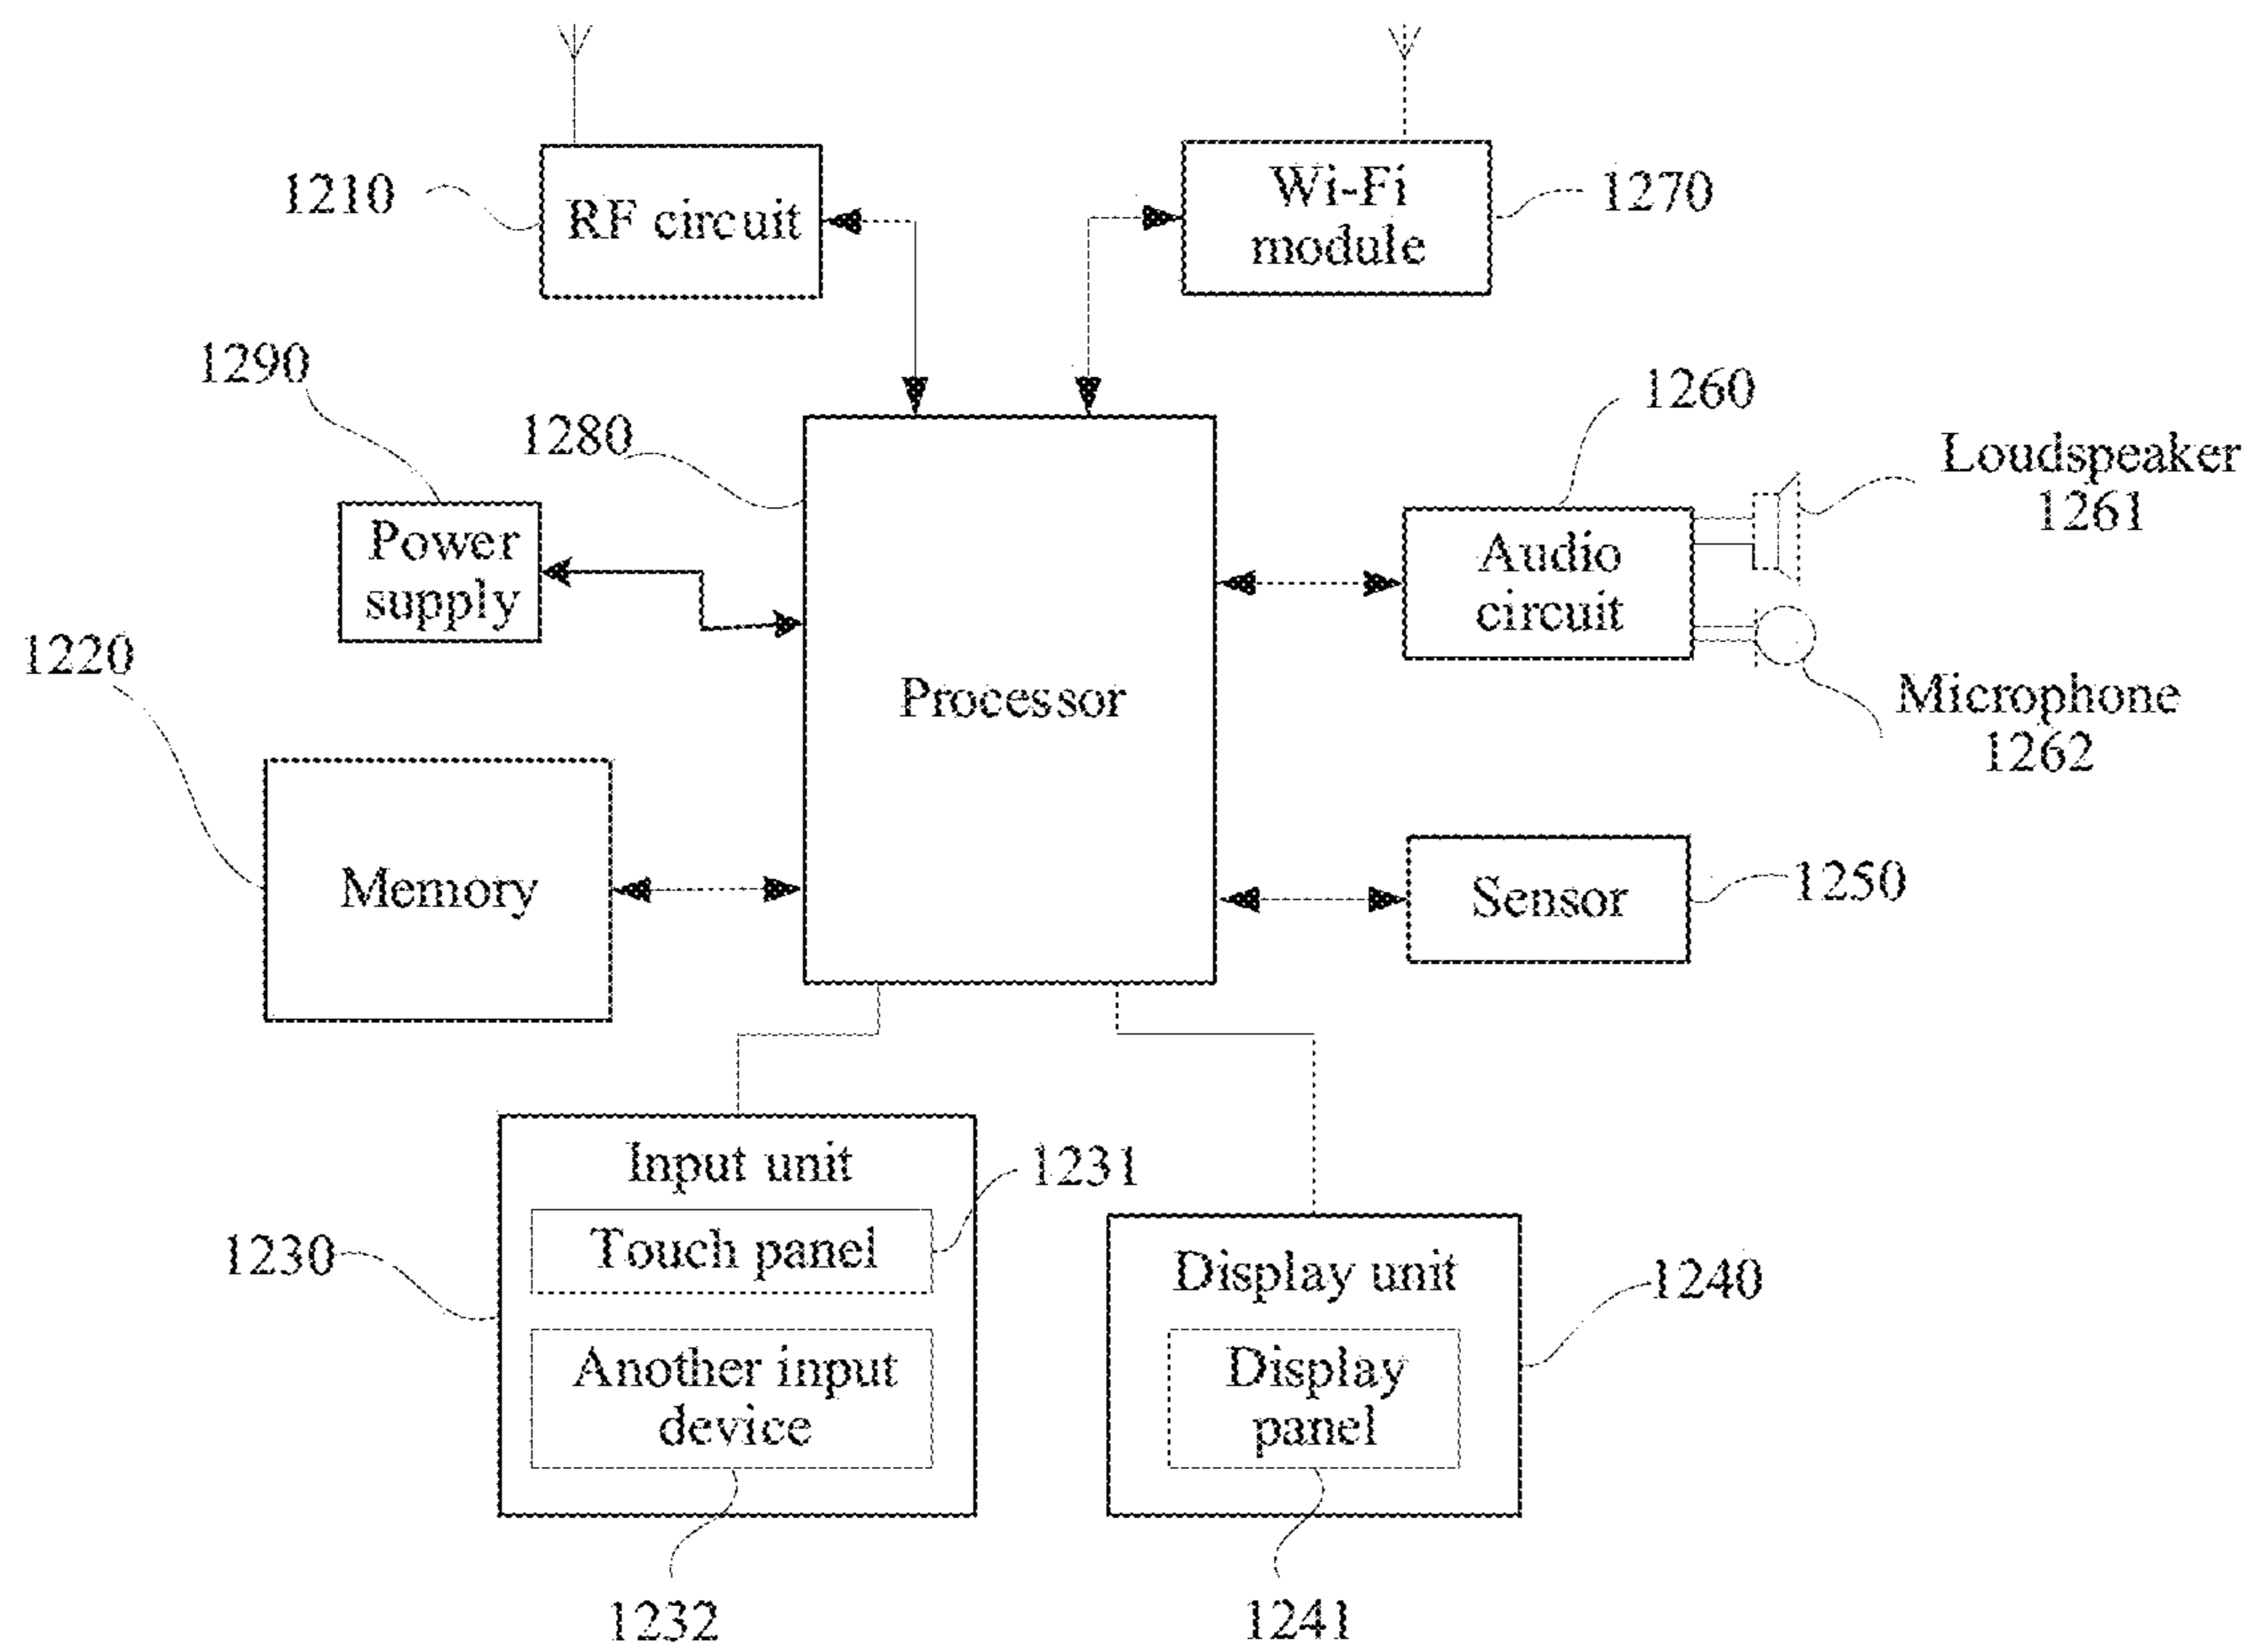 1210
RF circuit
Wi-Fi
module
1270
1290
1280
1260
Loudspeaker
1261
Power
supply
Audio
circuit
1220
Processor
Microphone
1262
Memory
Sensor
1250
Input unit
1231
Touch panel
1230
Another input
device
Display unit
1240
Display
panel
1232
1241